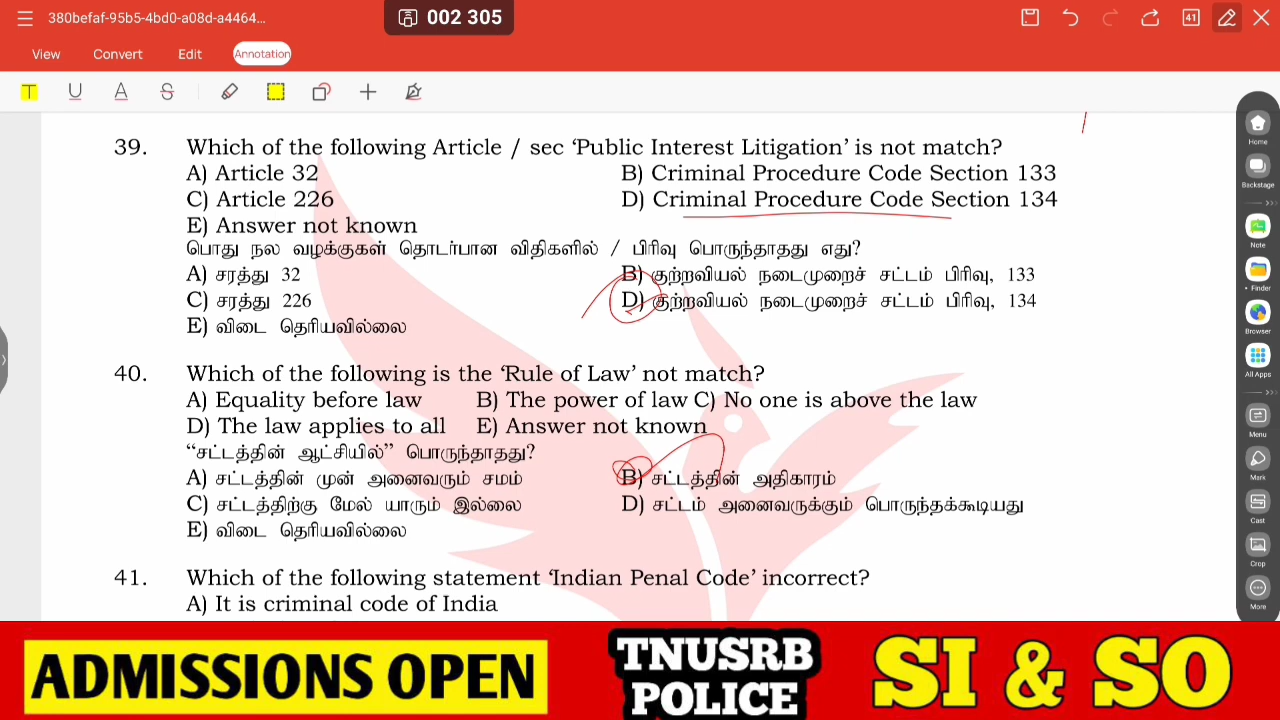 380befaf-95b5-4bd0-a08d-a4464...
002 305
41
View Convert Edit Annotation
T U A S
39. Which of the following Article / sec ‘Public Interest Litigation’ is not match?
A) Article 32 B) Criminal Procedure Code Section 133
C) Article 226 D) Criminal Procedure Code Section 134
E) Answer not known
பொது நல வழக்குகள் தொடர்பான விதிகளில் / பிரிவு பொருந்தாதது எது?
A) சரத்து 32 B) குற்றவியல் நடைமுறைச் சட்டம் பிரிவு, 133
C) சரத்து 226 D) குற்றவியல் நடைமுறைச் சட்டம் பிரிவு, 134
E) விடை தெரியவில்லை
40. Which of the following is the ‘Rule of Law’ not match?
A) Equality before law B) The power of law C) No one is above the law
D) The law applies to all E) Answer not known
“சட்டத்தின் ஆட்சியில்” பொருந்தாதது?
A) சட்டத்தின் முன் அனைவரும் சமம் B) சட்டத்தின் அதிகாரம்
C) சட்டத்திற்கு மேல் யாரும் இல்லை D) சட்டம் அனைவருக்கும் பொருந்தக்கூடியது
E) விடை தெரியவில்லை
41. Which of the following statement ‘Indian Penal Code’ incorrect?
A) It is criminal code of India
Home
Backstage
Note
Finder
Browser
All Apps
Menu
Mark
Cast
Crop
More
ADMISSIONS OPEN
TNUSRB
POLICE
SI & SO